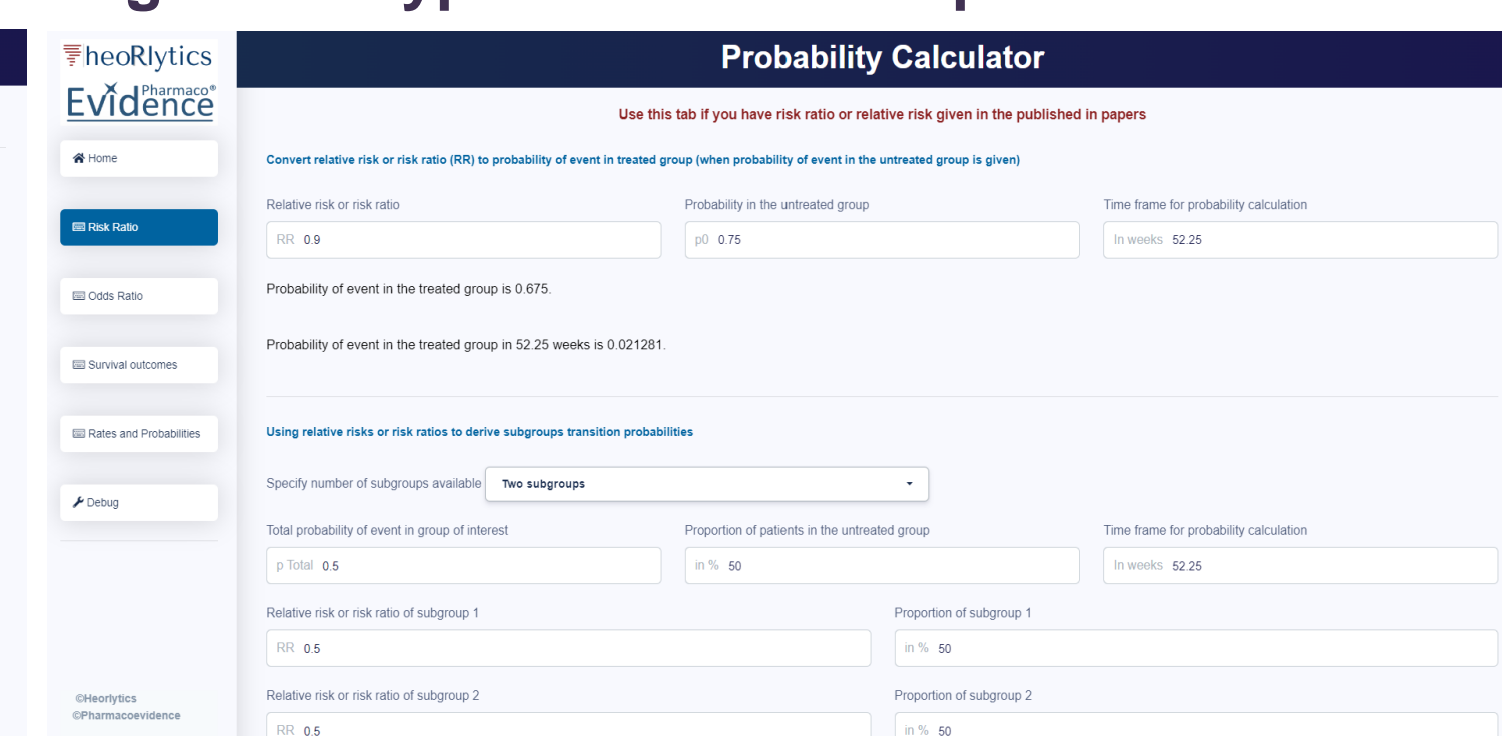 heoRlytics
Pharmaco®
Evidence
Home
Risk Ratio
Odds Ratio
Survival outcomes
Rates and Probabilities
Debug
©Heorlytics
©Pharmacoevidence
Probability Calculator
Use this tab if you have risk ratio or relative risk given in the published in papers
Convert relative risk or risk ratio (RR) to probability of event in treated group (when probability of event in the untreated group is given)
Relative risk or risk ratio Probability in the untreated group Time frame for probability calculation
RR 0.9 p0 0.75 In weeks 52.25
Probability of event in the treated group is 0.675.
Probability of event in the treated group in 52.25 weeks is 0.021281.
Using relative risks or risk ratios to derive subgroups transition probabilities
Specify number of subgroups available Two subgroups
Total probability of event in group of interest Proportion of patients in the untreated group Time frame for probability calculation
p Total 0.5 in % 50 In weeks 52.25
Relative risk or risk ratio of subgroup 1 Proportion of subgroup 1
RR 0.5 in % 50
Relative risk or risk ratio of subgroup 2 Proportion of subgroup 2
RR 0.5 in % 50